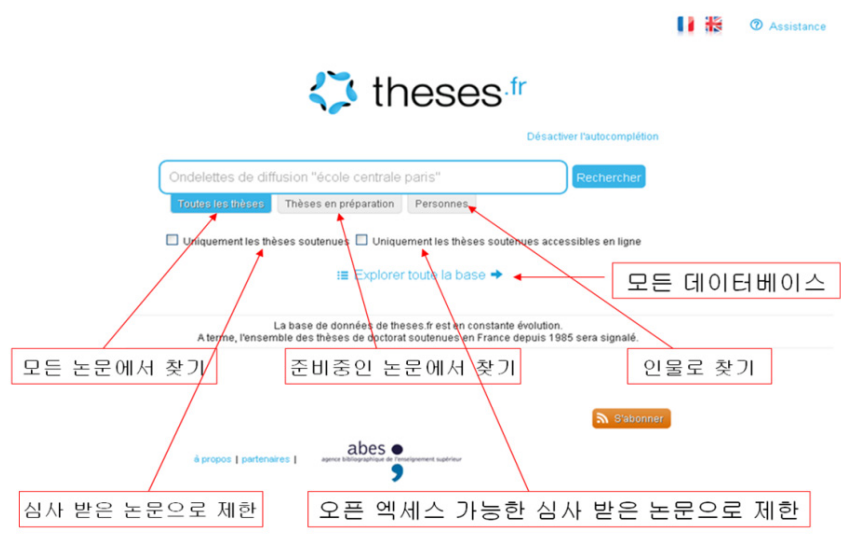 Assistance
theses.fr
Désactiver l'autocomplétion
Ondelettes de diffusion "école centrale paris"
Rechercher
Toutes les thèses Thèses en préparation Personnes
Uniquement les thèses soutenues Uniquement les thèses soutenues accessibles en ligne
Explorer toute la base
모든 데이터베이스
La base de données de theses.fr est en constante évolution.
A terme, l'ensemble des thèses de doctorat soutenues en France depuis 1985 sera signalé.
모든 논문에서 찾기
준비중인 논문에서 찾기
인물로 찾기
S'abonner
à propos | partenaires |
abes
agence bibliographique de l'enseignement supérieur
심사 받은 논문으로 제한
오픈 엑세스 가능한 심사 받은 논문으로 제한